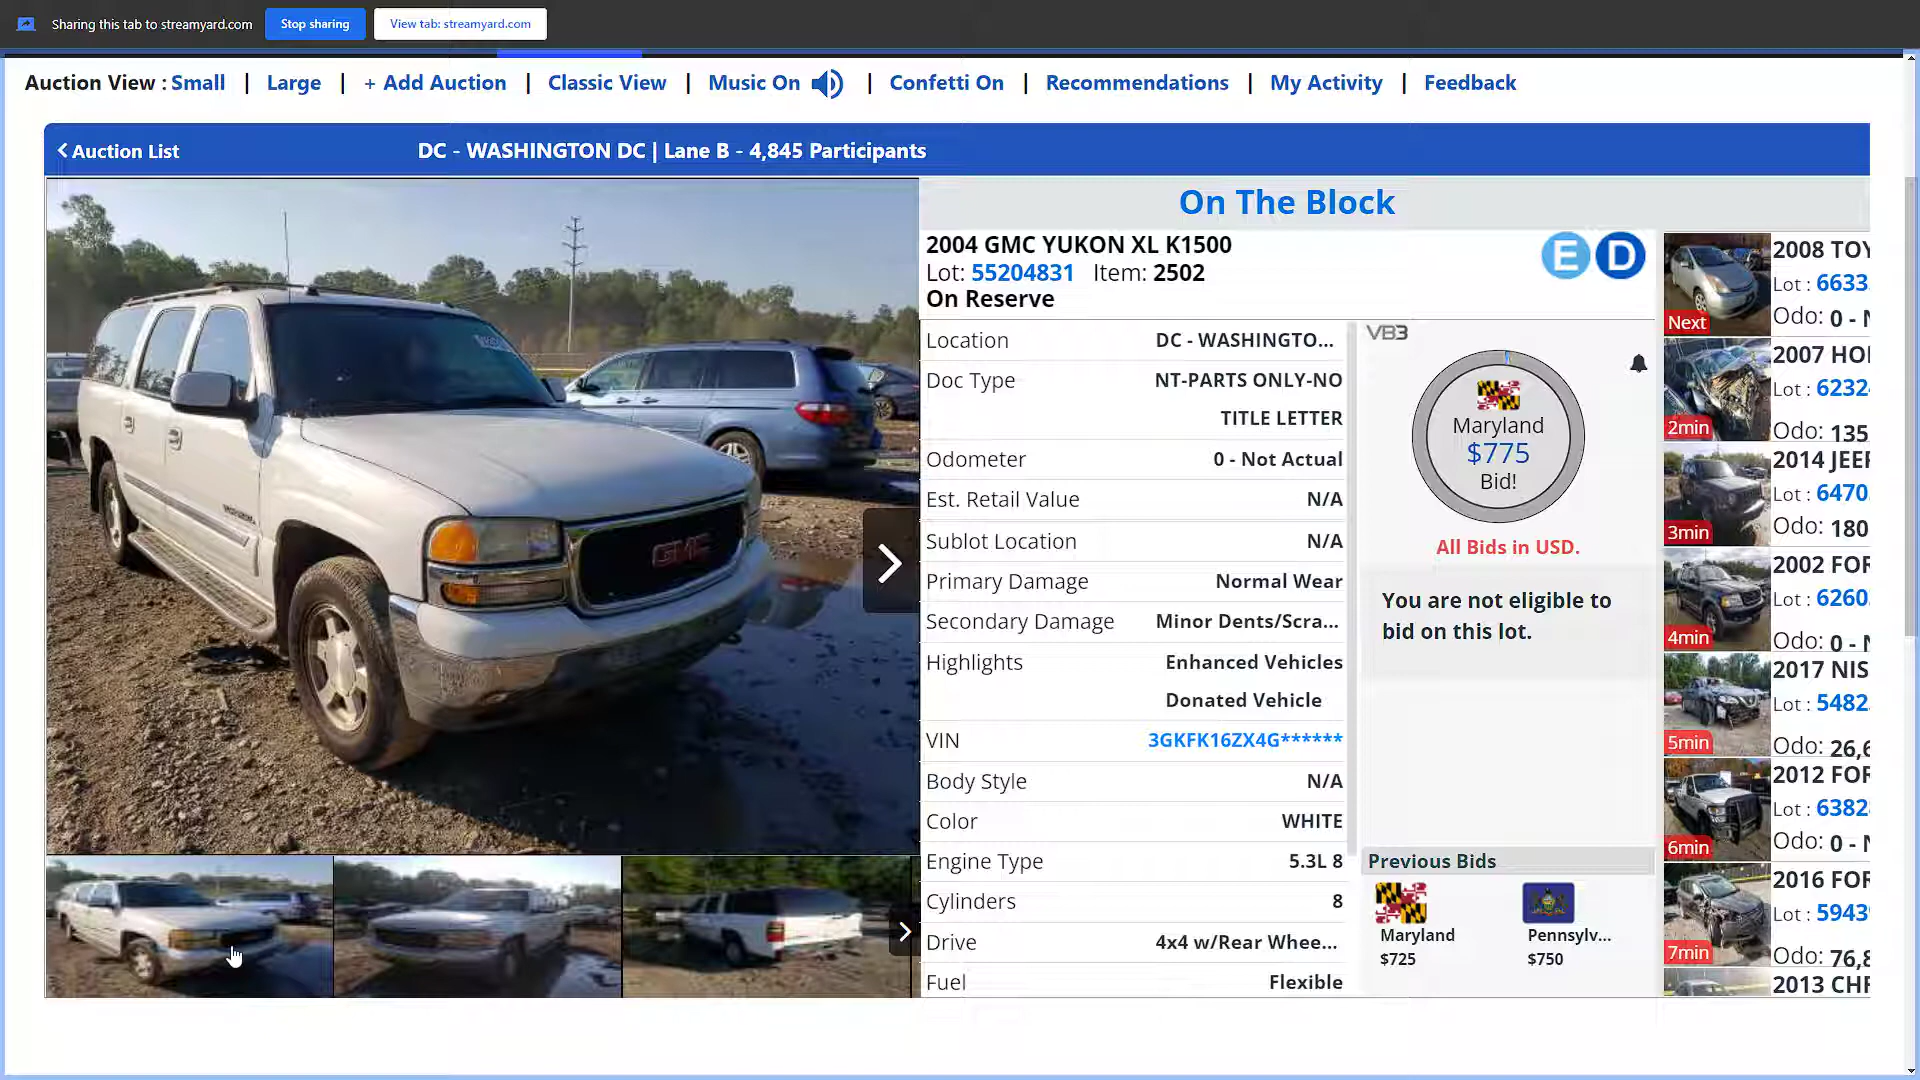 Sharing this tab to streamyard.com
Stop sharing
View tab: streamyard.com
Auction View : Small | Large | + Add Auction | Classic View | Music On | Confetti On | Recommendations | My Activity | Feedback
Auction List
DC - WASHINGTON DC | Lane B - 4,845 Participants
On The Block
2004 GMC YUKON XL K1500
Lot: 55204831 Item: 2502
On Reserve
E D
Location DC - WASHINGTO...
Doc Type NT-PARTS ONLY-NO
TITLE LETTER
Odometer 0 - Not Actual
Est. Retail Value N/A
Sublot Location N/A
Primary Damage Normal Wear
Secondary Damage Minor Dents/Scra...
Highlights Enhanced Vehicles
Donated Vehicle
VIN 3GKFK16ZX4G******
Body Style N/A
Color WHITE
Engine Type 5.3L 8
Cylinders 8
Drive 4x4 w/Rear Whee...
Fuel Flexible
VB3
Maryland
$775
Bid!
All Bids in USD.
You are not eligible to
bid on this lot.
Previous Bids
Maryland
$725
Pennsylv...
$750
2008 TOY
Lot : 6633
Odo: 0 - N
Next
2007 HO
Lot : 6232
Odo: 135
2min
2014 JEEP
Lot : 6470
Odo: 180
3min
2002 FOR
Lot : 6260
Odo: 0 - N
4min
2017 NIS
Lot : 5482
Odo: 26,6
5min
2012 FOR
Lot : 6382
Odo: 0 - N
6min
2016 FOR
Lot : 5943
Odo: 76,8
7min
2013 CHR
GMC